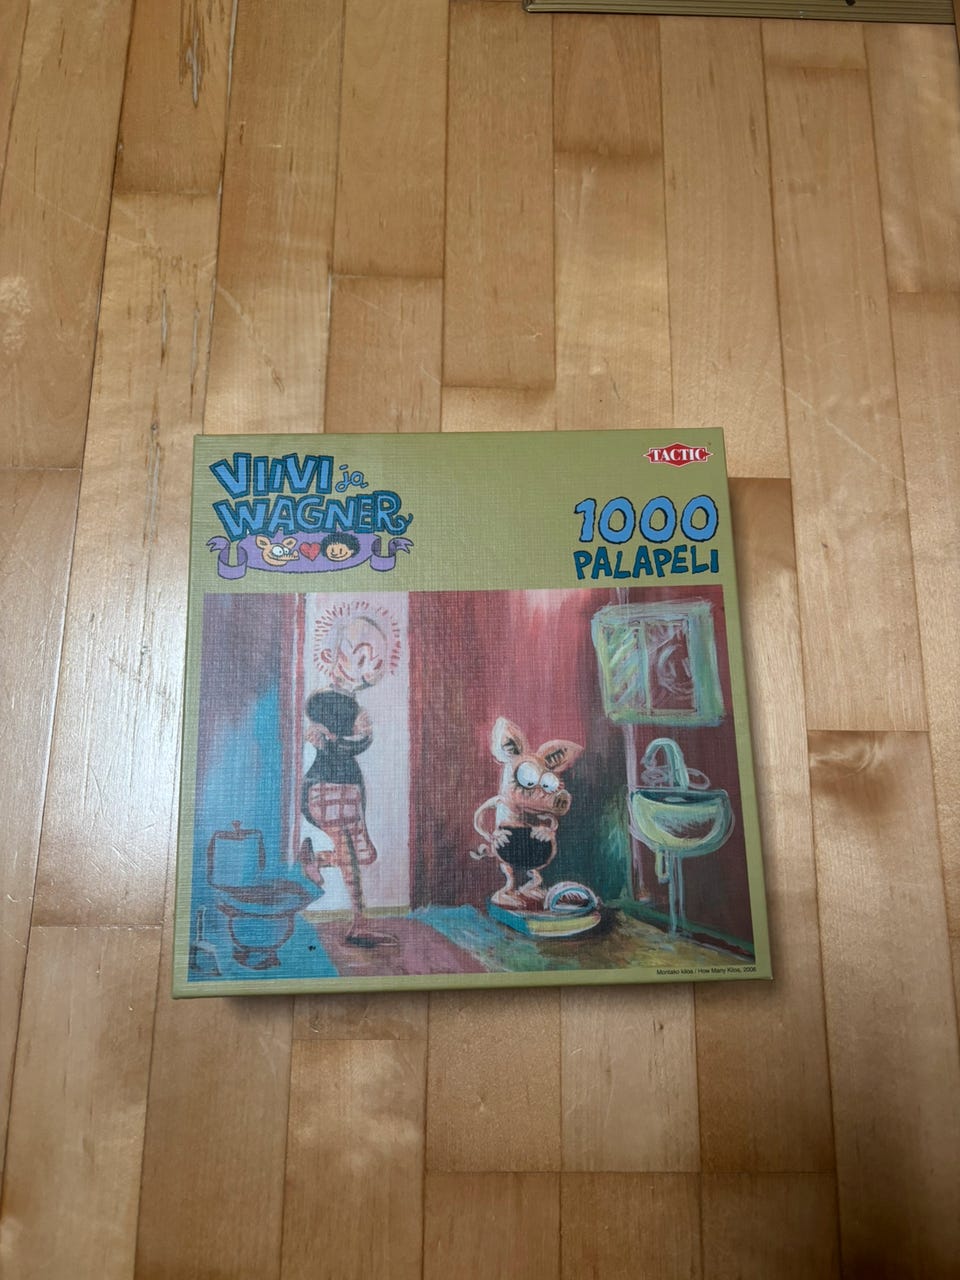 VIIVI ja
WAGNER
TACTIC
1000
PALAPELI
Montako kiloa / How Many Kilos, 2008